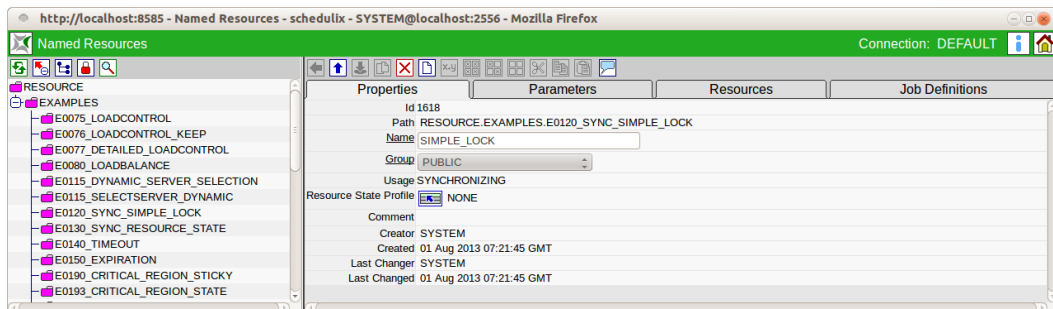 http://localhost:8585 - Named Resources - schedulix - SYSTEM@localhost:2556 - Mozilla Firefox
Named Resources
Connection: DEFAULT
RESOURCE
EXAMPLES
E0075_LOADCONTROL
E0076_LOADCONTROL_KEEP
E0077_DETAILED_LOADCONTROL
E0080_LOADBALANCE
E0115_DYNAMIC_SERVER_SELECTION
E0115_SELECTSERVER_DYNAMIC
E0120_SYNC_SIMPLE_LOCK
E0130_SYNC_RESOURCE_STATE
E0140_TIMEOUT
E0150_EXPIRATION
E0190_CRITICAL_REGION_STICKY
E0193_CRITICAL_REGION_STATE
x-y
Properties
Parameters
Resources
Job Definitions
Id 1618
Path RESOURCE.EXAMPLES.E0120_SYNC_SIMPLE_LOCK
Name SIMPLE_LOCK
Group PUBLIC
Usage SYNCHRONIZING
Resource State Profile NONE
Comment
Creator SYSTEM
Created 01 Aug 2013 07:21:45 GMT
Last Changer SYSTEM
Last Changed 01 Aug 2013 07:21:45 GMT